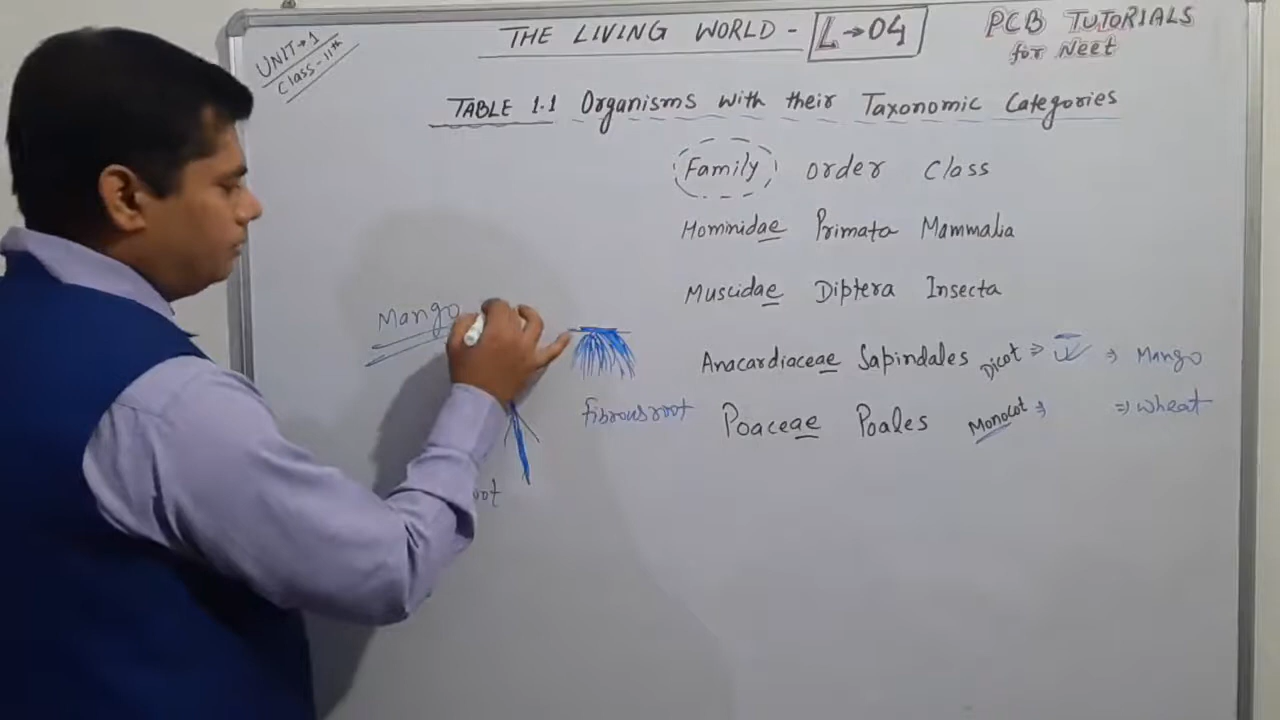 UNIT→1
Class-11th
THE LIVING WORLD - L→04
PCB TUTORIALS
for Neet
TABLE 1.1 Organisms with their Taxonomic Categories
Family order Class
Hominidae Primata Mammalia
Muscidae Diptera Insecta
Mango
Anacardiaceae Sapindales Dicot ⇒ ⇒ Mango
fibrous root
Poaceae Poales Monocot ⇒ ⇒ wheat